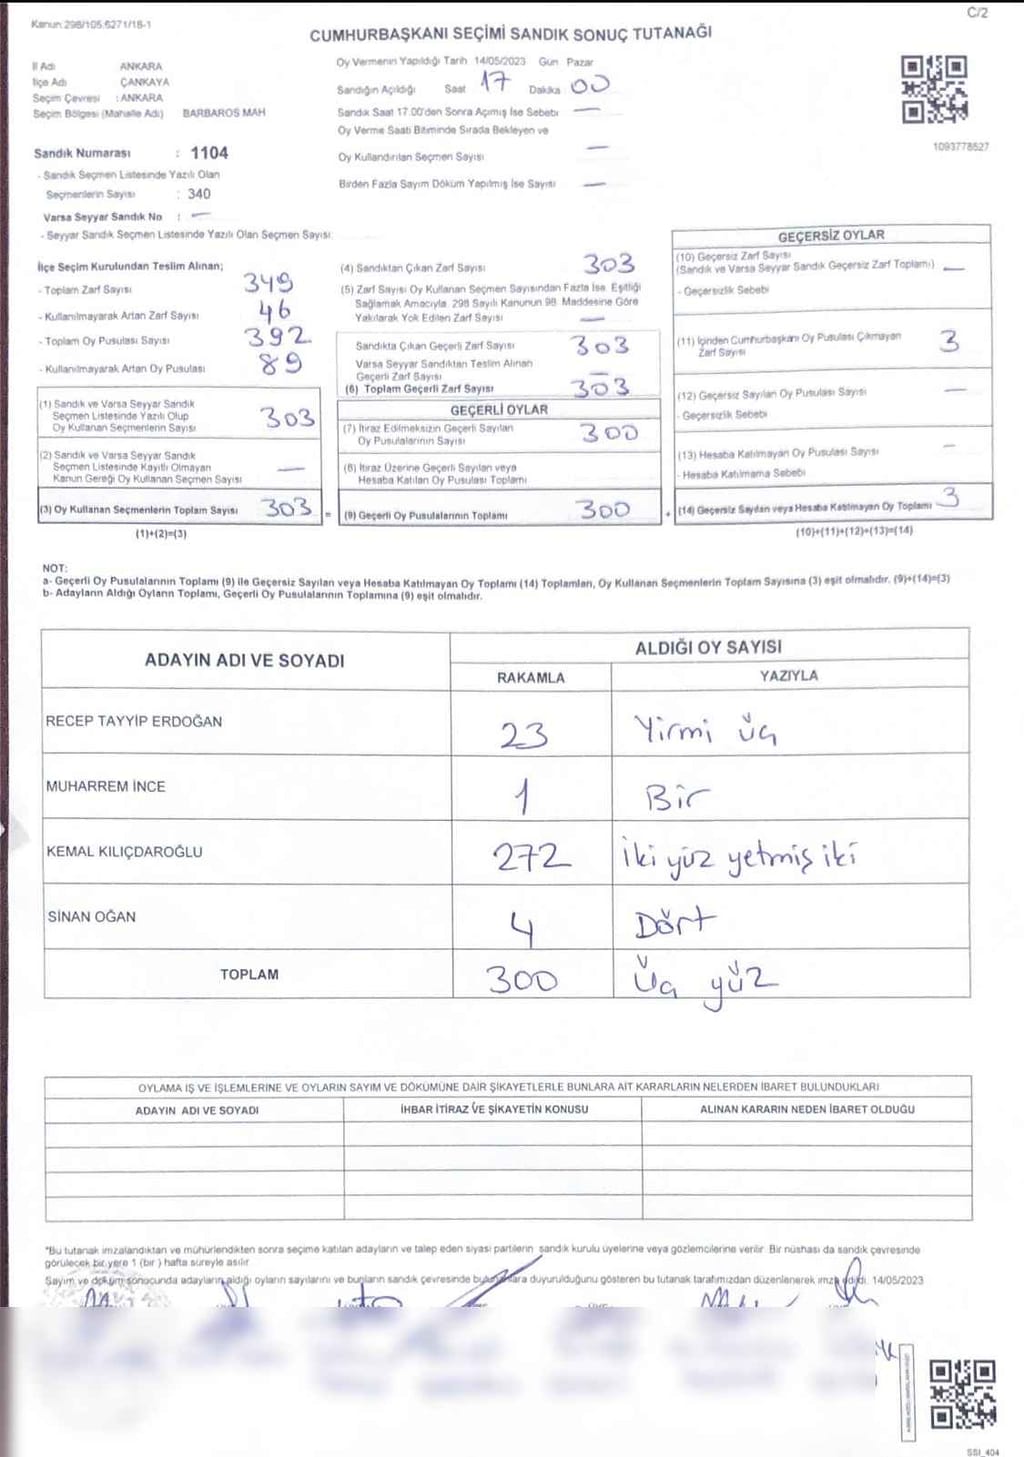 Kanun 298/105,6271/18-1
C/2
CUMHURBAŞKANI SEÇİMİ SANDIK SONUÇ TUTANAĞI
İl Adı ANKARA
İlçe Adı ÇANKAYA
Seçim Çevresi : ANKARA
Seçim Bölgesi (Mahalle Adı) BARBAROS MAH
Sandık Numarası : 1104
- Sandık Seçmen Listesinde Yazılı Olan
Seçmenlerin Sayısı : 340
Varsa Seyyar Sandık No : —
- Seyyar Sandık Seçmen Listesinde Yazılı Olan Seçmen Sayısı:
Oy Vermenin Yapıldığı Tarih 14/05/2023 Gün Pazar
Sandığın Açıldığı Saat 17 Dakika 00
Sandık Saat 17.00'den Sonra Açımış İse Sebebi —
Oy Verme Saati Bitiminde Sırada Bekleyen ve
Oy Kullandırılan Seçmen Sayısı —
Birden Fazla Sayım Döküm Yapılmış İse Sayısı —
1093778527
İlçe Seçim Kurulundan Teslim Alınan;
- Toplam Zarf Sayısı 349
- Kullanılmayarak Artan Zarf Sayısı 46
- Toplam Oy Pusulası Sayısı 392
- Kullanılmayarak Artan Oy Pusulası 89
(1) Sandık ve Varsa Seyyar Sandık
Seçmen Listesinde Yazılı Olup
Oy Kullanan Seçmenlerin Sayısı 303
(2) Sandık ve Varsa Seyyar Sandık
Seçmen Listesinde Kayıtlı Olmayan
Kanun Gereği Oy Kullanan Seçmen Sayısı —
(3) Oy Kullanan Seçmenlerin Toplam Sayısı 303 =
(1)+(2)=(3)
(4) Sandıktan Çıkan Zarf Sayısı 303
(5) Zarf Sayısı Oy Kullanan Seçmen Sayısından Fazla İse, Eşitliği
Sağlamak Amacıyla, 298 Sayılı Kanunun 98. Maddesine Göre
Yakılarak Yok Edilen Zarf Sayısı —
Sandıkta Çıkan Geçerli Zarf Sayısı 303
Varsa Seyyar Sandıktan Teslim Alınan
Geçerli Zarf Sayısı —
(6) Toplam Geçerli Zarf Sayısı 303
GEÇERLİ OYLAR
(7) İtiraz Edilmeksizin Geçerli Sayılan
Oy Pusulalarının Sayısı 300
(8) İtiraz Üzerine Geçerli Sayılan veya
Hesaba Katılan Oy Pusulası Toplamı
(9) Geçerli Oy Pusulalarının Toplamı 300 +
GEÇERSİZ OYLAR
(10) Geçersiz Zarf Sayısı
(Sandık ve Varsa Seyyar Sandık Geçersiz Zarf Toplamı) —
- Geçersizlik Sebebi
(11) İçinden Cumhurbaşkanı Oy Pusulası Çıkmayan
Zarf Sayısı 3
(12) Geçersiz Sayılan Oy Pusulası Sayısı —
- Geçersizlik Sebebi
(13) Hesaba Katılmayan Oy Pusulası Sayısı —
- Hesaba Katılmama Sebebi
(14) Geçersiz Sayılan veya Hesaba Katılmayan Oy Toplamı 3
(10)+(11)+(12)+(13)=(14)
NOT:
a- Geçerli Oy Pusulalarının Toplamı (9) ile Geçersiz Sayılan veya Hesaba Katılmayan Oy Toplamı (14) Toplamları, Oy Kullanan Seçmenlerin Toplam Sayısına (3) eşit olmalıdır. (9)+(14)=(3)
b- Adayların Aldığı Oyların Toplamı, Geçerli Oy Pusulalarının Toplamına (9) eşit olmalıdır.
ADAYIN ADI VE SOYADI ALDIĞI OY SAYISI
RAKAMLA YAZIYLA
RECEP TAYYİP ERDOĞAN 23 Yirmi üç
MUHARREM İNCE 1 Bir
KEMAL KILIÇDAROĞLU 272 İki yüz yetmiş iki
SİNAN OĞAN 4 Dört
TOPLAM 300 Üç yüz
OYLAMA İŞ VE İŞLEMLERİNE VE OYLARIN SAYIM VE DÖKÜMÜNE DAİR ŞİKAYETLERLE BUNLARA AİT KARARLARIN NELERDEN İBARET BULUNDUKLARI
ADAYIN ADI VE SOYADI İHBAR İTİRAZ VE ŞİKAYETİN KONUSU ALINAN KARARIN NEDEN İBARET OLDUĞU
*Bu tutanak imzalandıktan ve mühürlendikten sonra seçime katılan adayların ve talep eden siyasi partilerin sandık kurulu üyelerine veya gözlemcilerine verilir. Bir nüshası da sandık çevresinde
görülecek bir yere 1 (bir) hafta süreyle asılır.
Sayım ve döküm sonucunda adayların aldığı oyların sayılarını ve bunların sandık çevresinde bulunanlara duyurulduğunu gösteren bu tutanak tarafımızdan düzenlenerek imza edildi. 14/05/2023
SSI_404